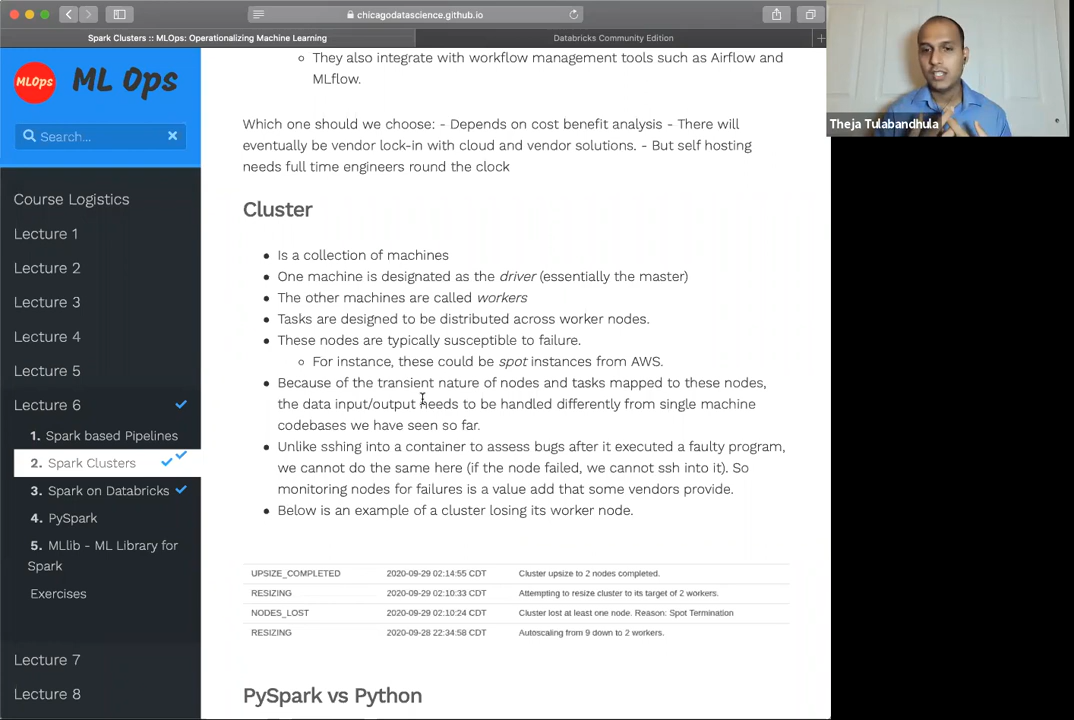 chicagodatascience.github.io
Spark Clusters :: MLOps: Operationalizing Machine Learning
Databricks Community Edition
MLOps
ML Ops
Search...
Course Logistics
Lecture 1
Lecture 2
Lecture 3
Lecture 4
Lecture 5
Lecture 6
1. Spark based Pipelines
2. Spark Clusters
3. Spark on Databricks
4. PySpark
5. MLlib - ML Library for
Spark
Exercises
Lecture 7
Lecture 8
They also integrate with workflow management tools such as Airflow and
MLflow.
Which one should we choose: - Depends on cost benefit analysis - There will
eventually be vendor lock-in with cloud and vendor solutions. - But self hosting
needs full time engineers round the clock
Cluster
Is a collection of machines
One machine is designated as the driver (essentially the master)
The other machines are called workers
Tasks are designed to be distributed across worker nodes.
These nodes are typically susceptible to failure.
For instance, these could be spot instances from AWS.
Because of the transient nature of nodes and tasks mapped to these nodes,
the data input/output needs to be handled differently from single machine
codebases we have seen so far.
Unlike sshing into a container to assess bugs after it executed a faulty program,
we cannot do the same here (if the node failed, we cannot ssh into it). So
monitoring nodes for failures is a value add that some vendors provide.
Below is an example of a cluster losing its worker node.
UPSIZE_COMPLETED 2020-09-29 02:14:55 CDT Cluster upsize to 2 nodes completed.
RESIZING 2020-09-29 02:10:33 CDT Attempting to resize cluster to its target of 2 workers.
NODES_LOST 2020-09-29 02:10:24 CDT Cluster lost at least one node. Reason: Spot Termination
RESIZING 2020-09-28 22:34:58 CDT Autoscaling from 9 down to 2 workers.
PySpark vs Python
Theja Tulabandhula